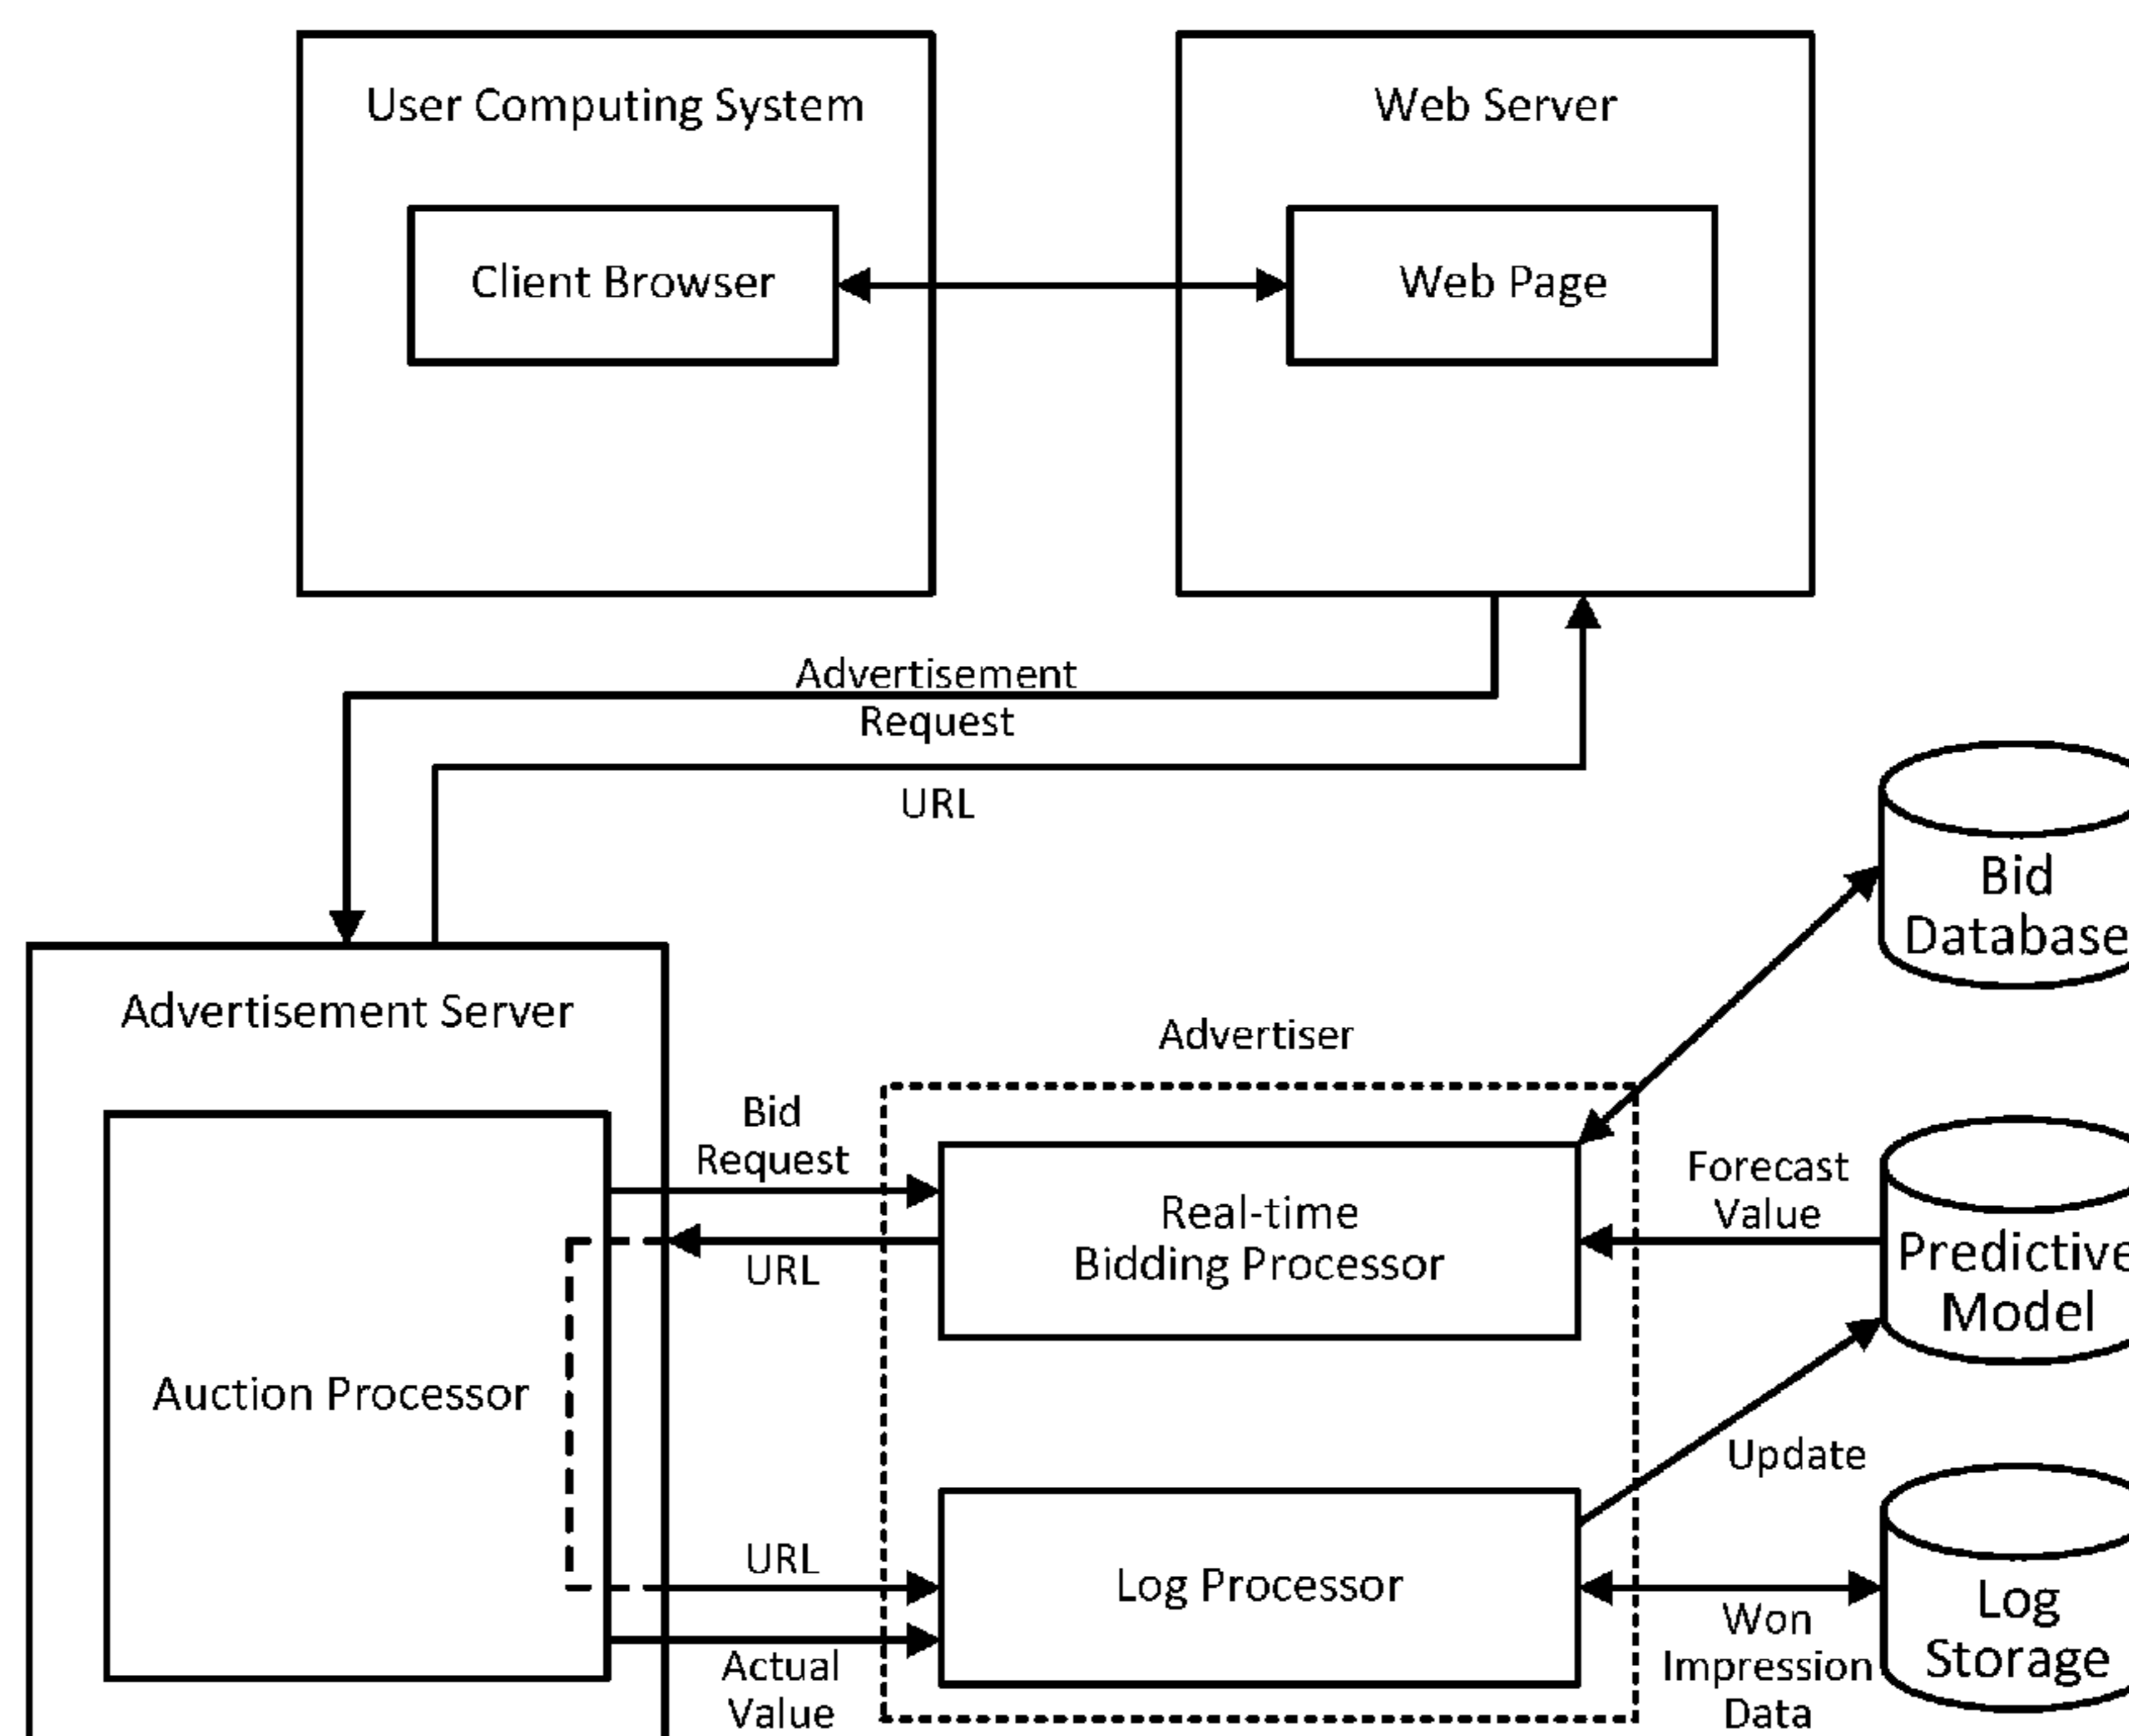 User Computing System
Web Server
Client Browser
Web Page
Advertisement
Request
URL
Bid
Database
Advertisement Server
Advertiser
Bid
Request
Real-time
Bidding Processor
URL
Forecast
Value
Predictive
Model
Auction Processor
Update
URL
Log Processor
Actual
Value
Won
Impression
Data
Log
Storage